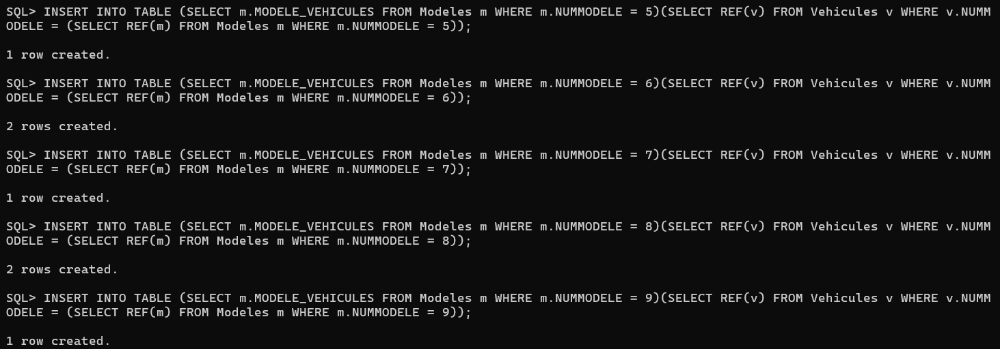 SQL> INSERT INTO TABLE (SELECT m.MODELE_VEHICULES FROM Modeles m WHERE m.NUMMODELE = 5)(SELECT REF(v) FROM Vehicules v WHERE v.NUMM
ODELE = (SELECT REF(m) FROM Modeles m WHERE m.NUMMODELE = 5));
1 row created.
SQL> INSERT INTO TABLE (SELECT m.MODELE_VEHICULES FROM Modeles m WHERE m.NUMMODELE = 6)(SELECT REF(v) FROM Vehicules v WHERE v.NUMM
ODELE = (SELECT REF(m) FROM Modeles m WHERE m.NUMMODELE = 6));
2 rows created.
SQL> INSERT INTO TABLE (SELECT m.MODELE_VEHICULES FROM Modeles m WHERE m.NUMMODELE = 7)(SELECT REF(v) FROM Vehicules v WHERE v.NUMM
ODELE = (SELECT REF(m) FROM Modeles m WHERE m.NUMMODELE = 7));
1 row created.
SQL> INSERT INTO TABLE (SELECT m.MODELE_VEHICULES FROM Modeles m WHERE m.NUMMODELE = 8)(SELECT REF(v) FROM Vehicules v WHERE v.NUMM
ODELE = (SELECT REF(m) FROM Modeles m WHERE m.NUMMODELE = 8));
2 rows created.
SQL> INSERT INTO TABLE (SELECT m.MODELE_VEHICULES FROM Modeles m WHERE m.NUMMODELE = 9)(SELECT REF(v) FROM Vehicules v WHERE v.NUMM
ODELE = (SELECT REF(m) FROM Modeles m WHERE m.NUMMODELE = 9));
1 row created.